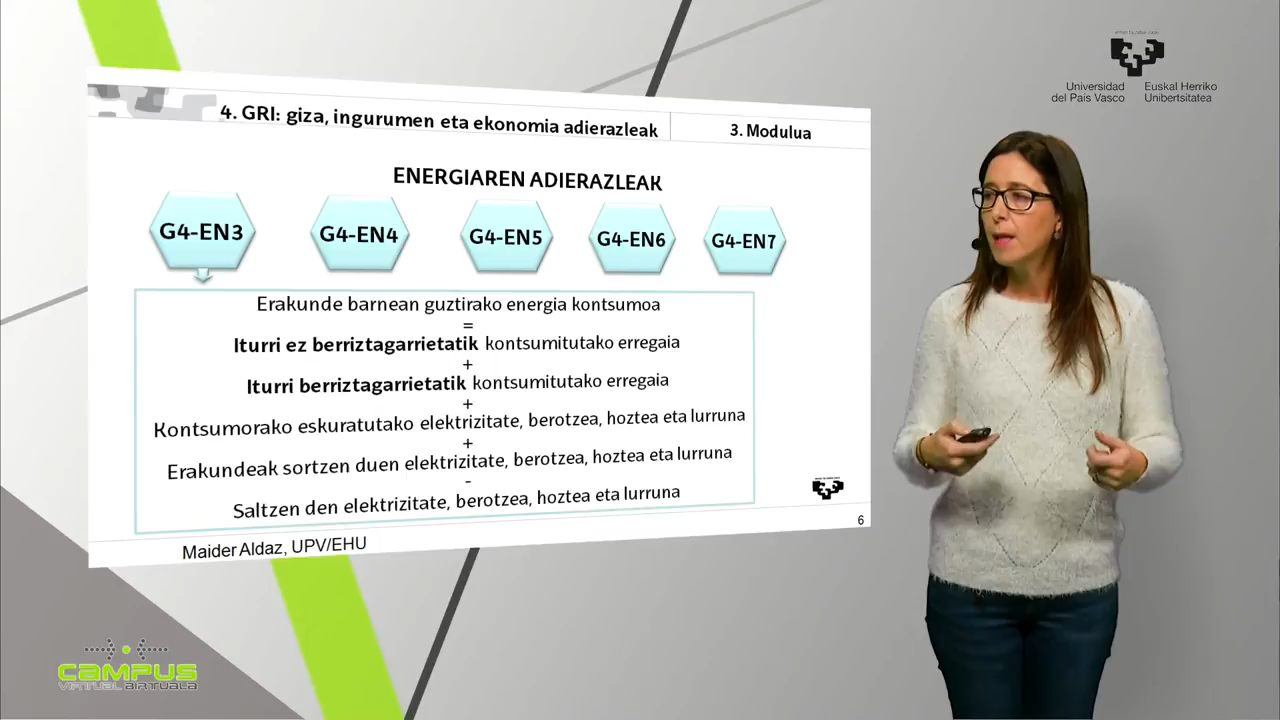 Universidad
del País Vasco
Euskal Herriko
Unibertsitatea
4. GRI: giza, ingurumen eta ekonomia adierazleak
3. Modulua
ENERGIAREN ADIERAZLEAK
G4-EN3
G4-EN4
G4-EN5
G4-EN6
G4-EN7
Erakunde barnean guztirako energia kontsumoa
=
Iturri ez berriztagarrietatik kontsumitutako erregaia
+
Iturri berriztagarrietatik kontsumitutako erregaia
+
Kontsumorako eskuratutako elektrizitate, berotzea, hoztea eta lurruna
+
Erakundeak sortzen duen elektrizitate, berotzea, hoztea eta lurruna
-
Saltzen den elektrizitate, berotzea, hoztea eta lurruna
6
Maider Aldaz, UPV/EHU
CAMPUS
VIRTUAL BIRTUALA